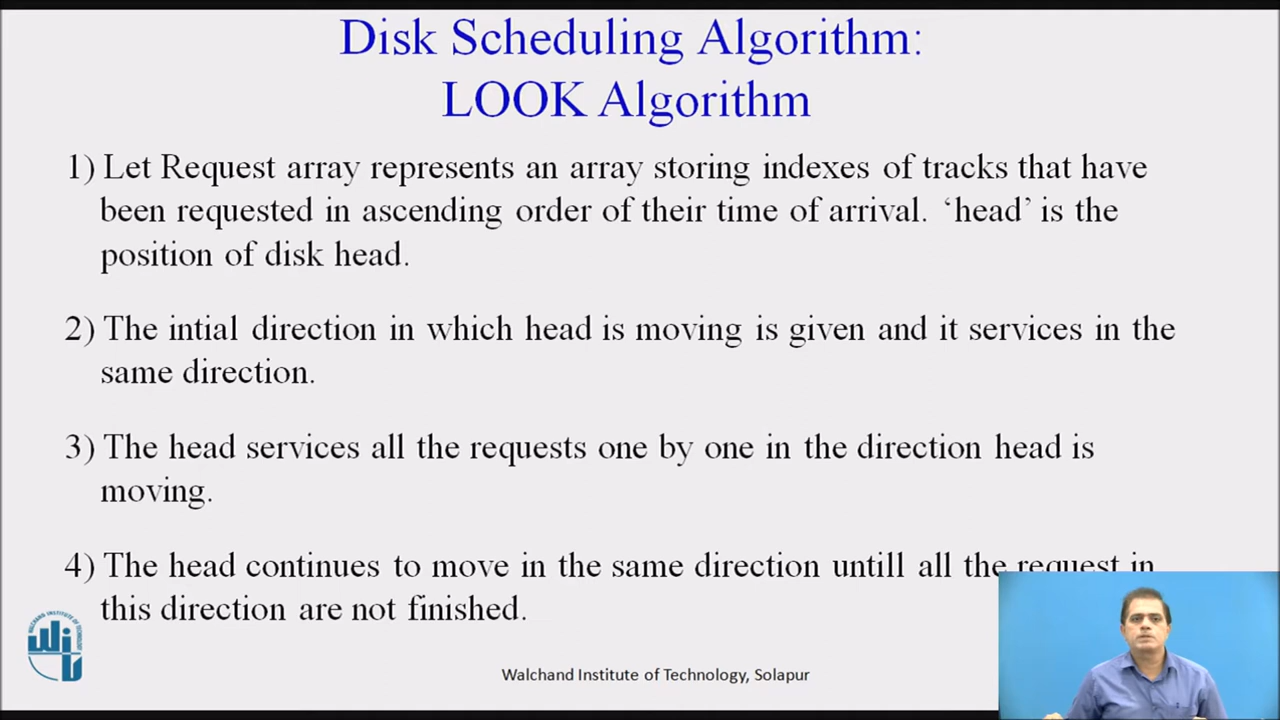 Disk Scheduling Algorithm:
LOOK Algorithm
1) Let Request array represents an array storing indexes of tracks that have
been requested in ascending order of their time of arrival. ‘head’ is the
position of disk head.
2) The intial direction in which head is moving is given and it services in the
same direction.
3) The head services all the requests one by one in the direction head is
moving.
4) The head continues to move in the same direction untill all the request in
this direction are not finished.
WALCHAND INSTITUTE OF TECHNOLOGY
Walchand Institute of Technology, Solapur